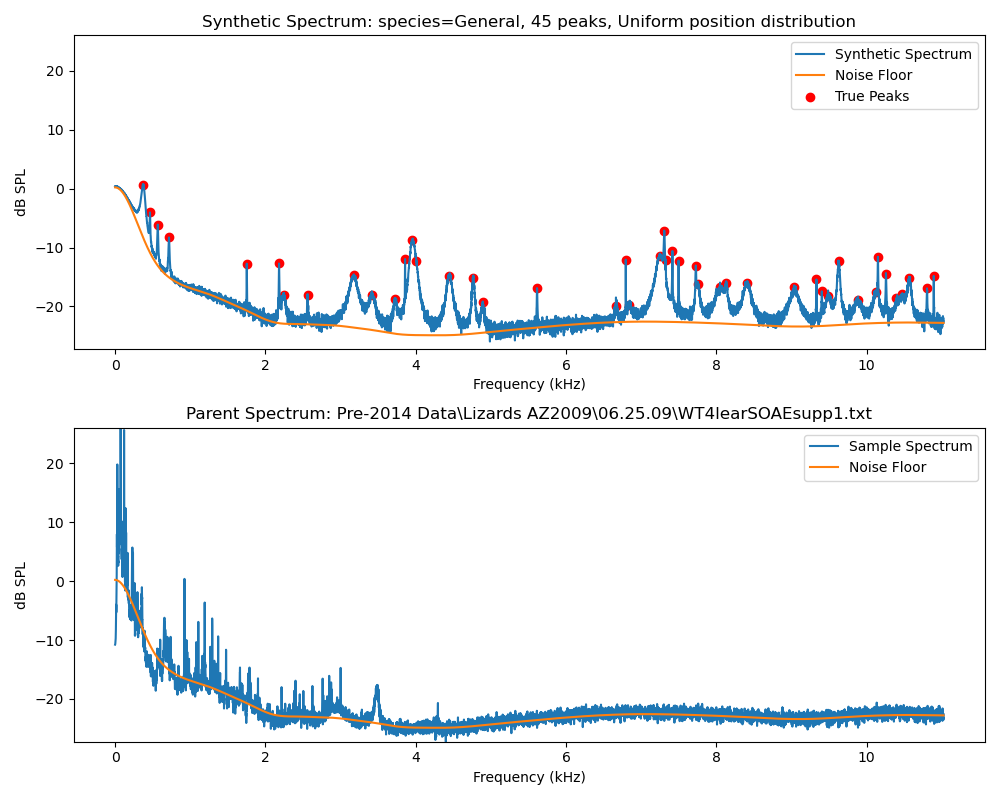 Synthetic Spectrum: species=General, 45 peaks, Uniform position distribution
Synthetic Spectrum
Noise Floor
True Peaks
dB SPL
20
10
0
−10
−20
0 2 4 6 8 10
Frequency (kHz)
Parent Spectrum: Pre-2014 Data\Lizards AZ2009\06.25.09\WT4learSOAEsupp1.txt
Sample Spectrum
Noise Floor
dB SPL
20
10
0
−10
−20
0 2 4 6 8 10
Frequency (kHz)